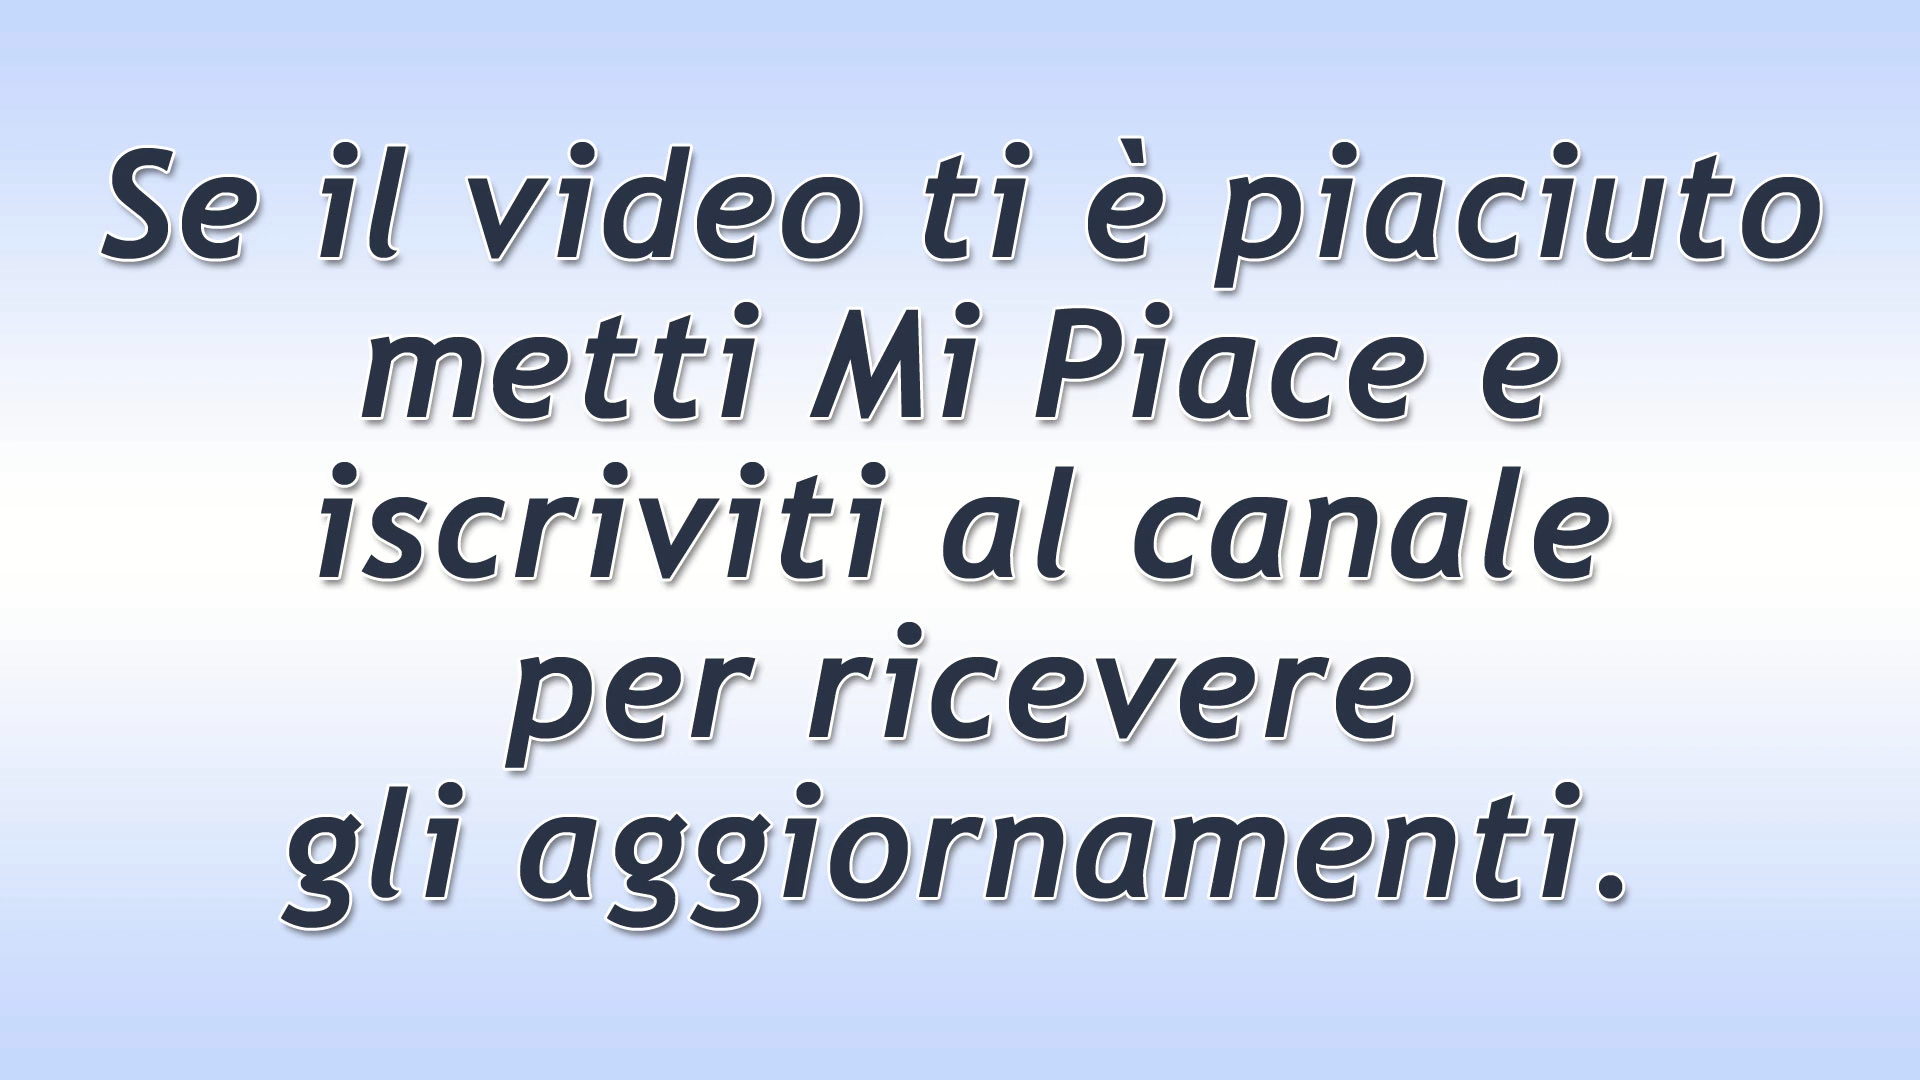 Se il video ti è piaciuto
metti Mi Piace e
iscriviti al canale
per ricevere
gli aggiornamenti.